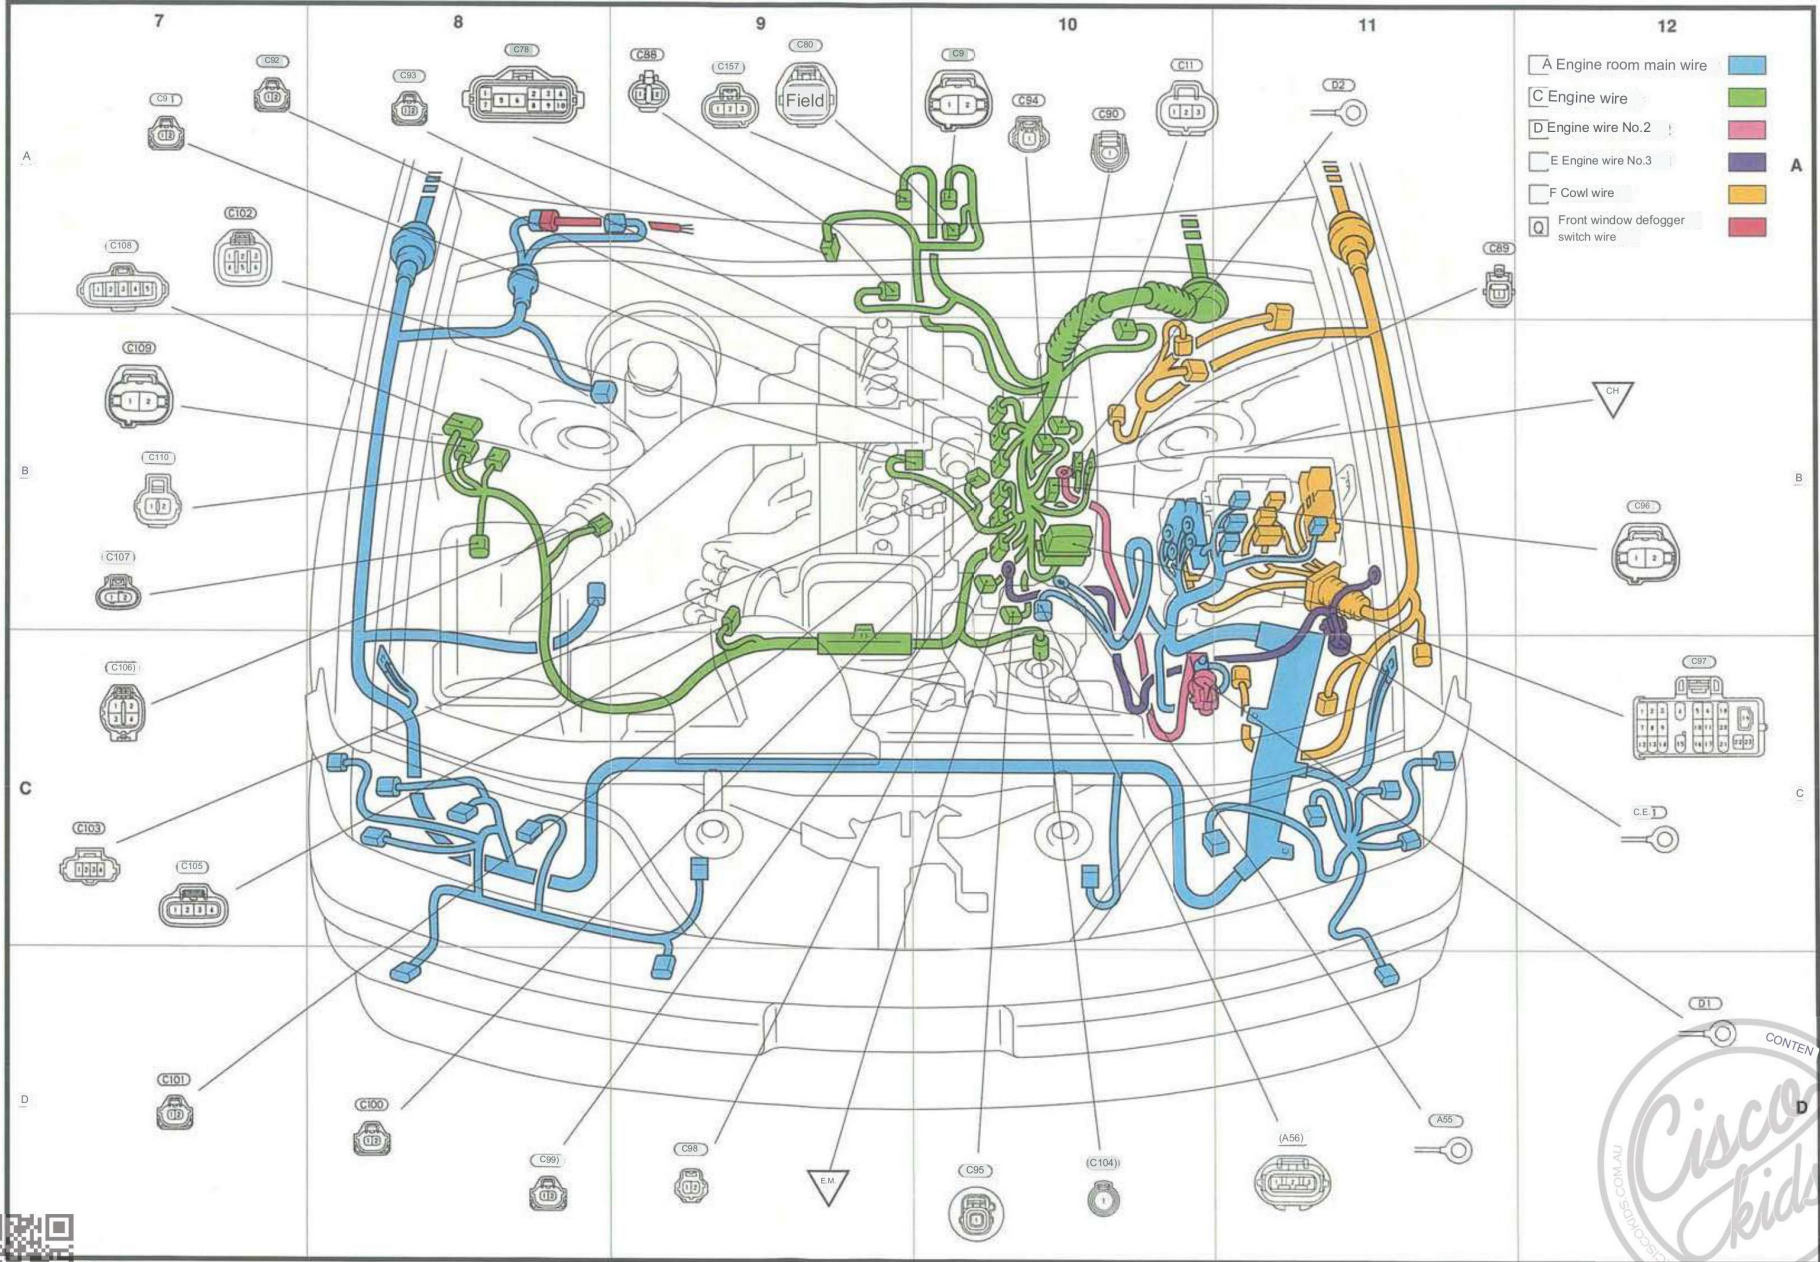 7 8 9 10 11 12
C92
C93
C78
C88
C157
C80
C9
C94
C90
C11
D2
A Engine room main wire
C Engine wire
D Engine wire No.2
E Engine wire No.3
F Cowl wire
Q Front window defogger
switch wire
Field
A
A
C102
C108
C89
C109
CH
C110
B
B
C96
C107
C106)
C97
C
C
C103
C105
C.E.1
D1
CONTEN
C101
C100
D
D
C99)
C98
E.M.
C95
(C104))
(A56)
A55
Cisco
kids
CISCOKIDS.COM.AU